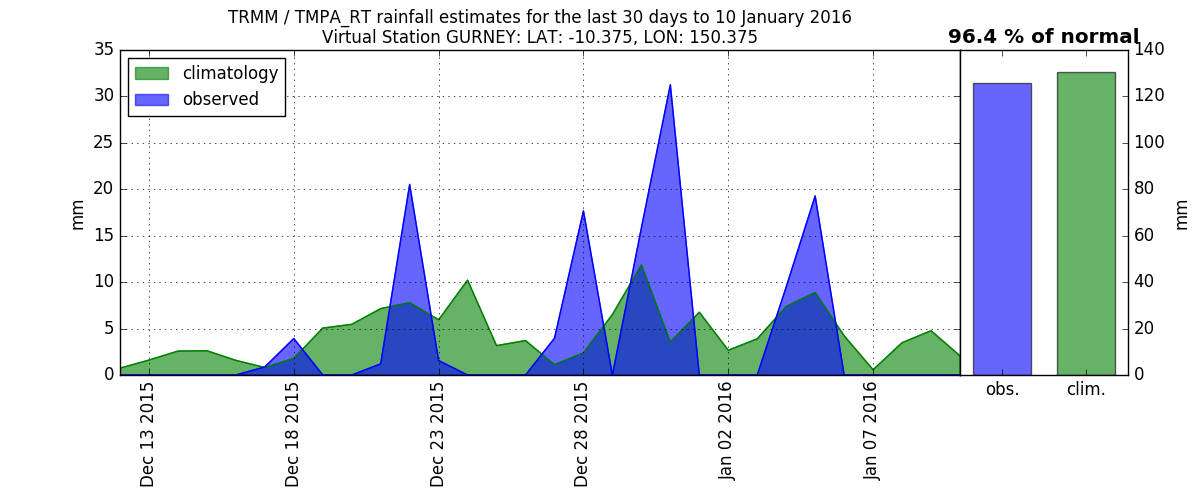 TRMM / TMPA_RT rainfall estimates for the last 30 days to 10 January 2016
Virtual Station GURNEY: LAT: -10.375, LON: 150.375
96.4 % of normal
climatology
observed
35
30
25
20
15
10
5
0
mm
Dec 13 2015
Dec 18 2015
Dec 23 2015
Dec 28 2015
Jan 02 2016
Jan 07 2016
140
120
100
80
60
40
20
0
mm
obs.
clim.